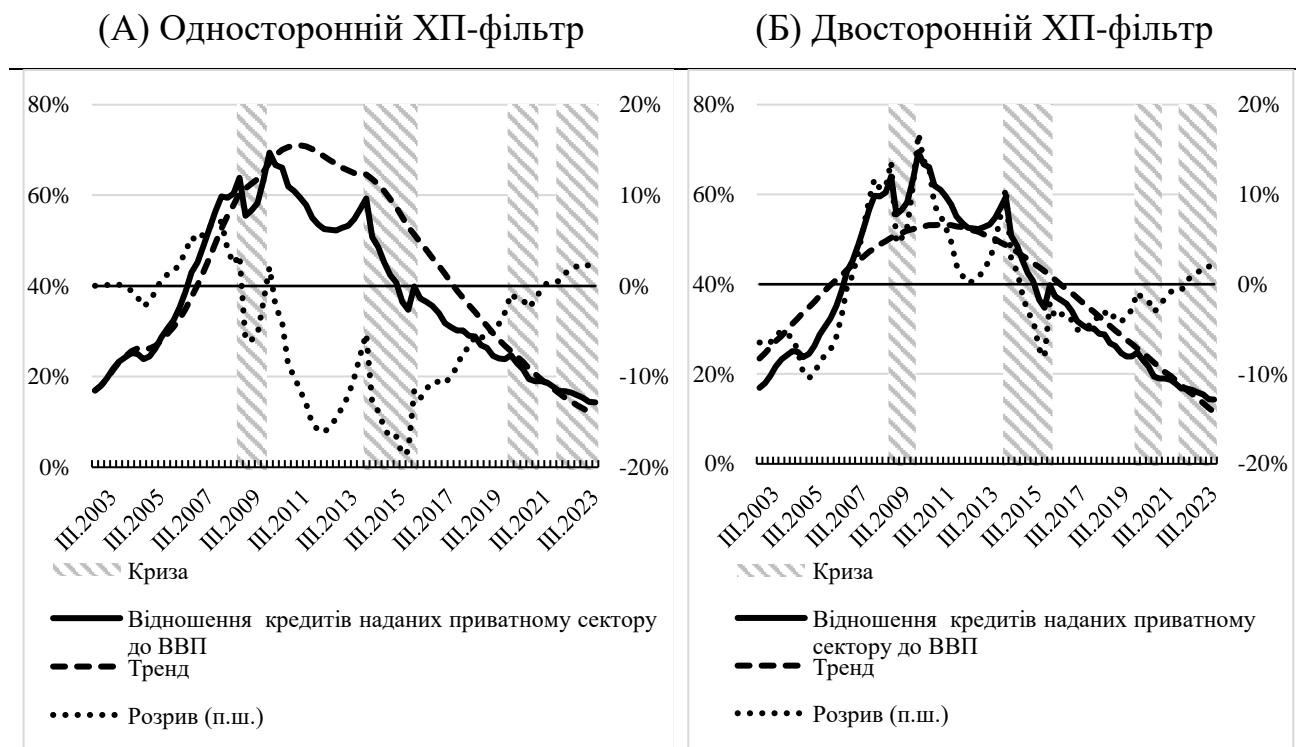 (А) Односторонній ХП-фільтр
80%
60%
40%
20%
0%
20%
10%
0%
-10%
-20%
III.2003
III.2005
III.2007
III.2009
III.2011
III.2013
III.2015
III.2017
III.2019
III.2021
III.2023
Криза
Відношення кредитів наданих приватному сектору
до ВВП
Тренд
Розрив (п.ш.)
(Б) Двосторонній ХП-фільтр
80%
60%
40%
20%
0%
20%
10%
0%
-10%
-20%
III.2003
III.2005
III.2007
III.2009
III.2011
III.2013
III.2015
III.2017
III.2019
III.2021
III.2023
Криза
Відношення кредитів наданих приватному
сектору до ВВП
Тренд
Розрив (п.ш.)